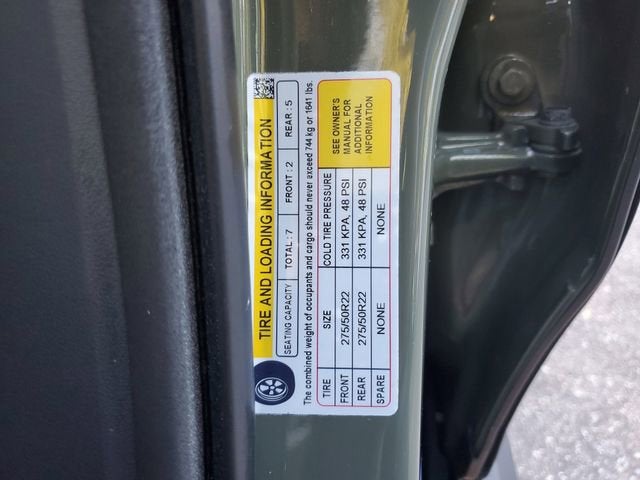 TIRE AND LOADING INFORMATION
SEATING CAPACITY TOTAL : 7 FRONT : 2 REAR : 5
The combined weight of occupants and cargo should never exceed 744 kg or 1641 lbs.
TIRE SIZE COLD TIRE PRESSURE
FRONT 275/50R22 331 KPA, 48 PSI
REAR 275/50R22 331 KPA, 48 PSI
SPARE NONE NONE
SEE OWNER'S
MANUAL FOR
ADDITIONAL
INFORMATION